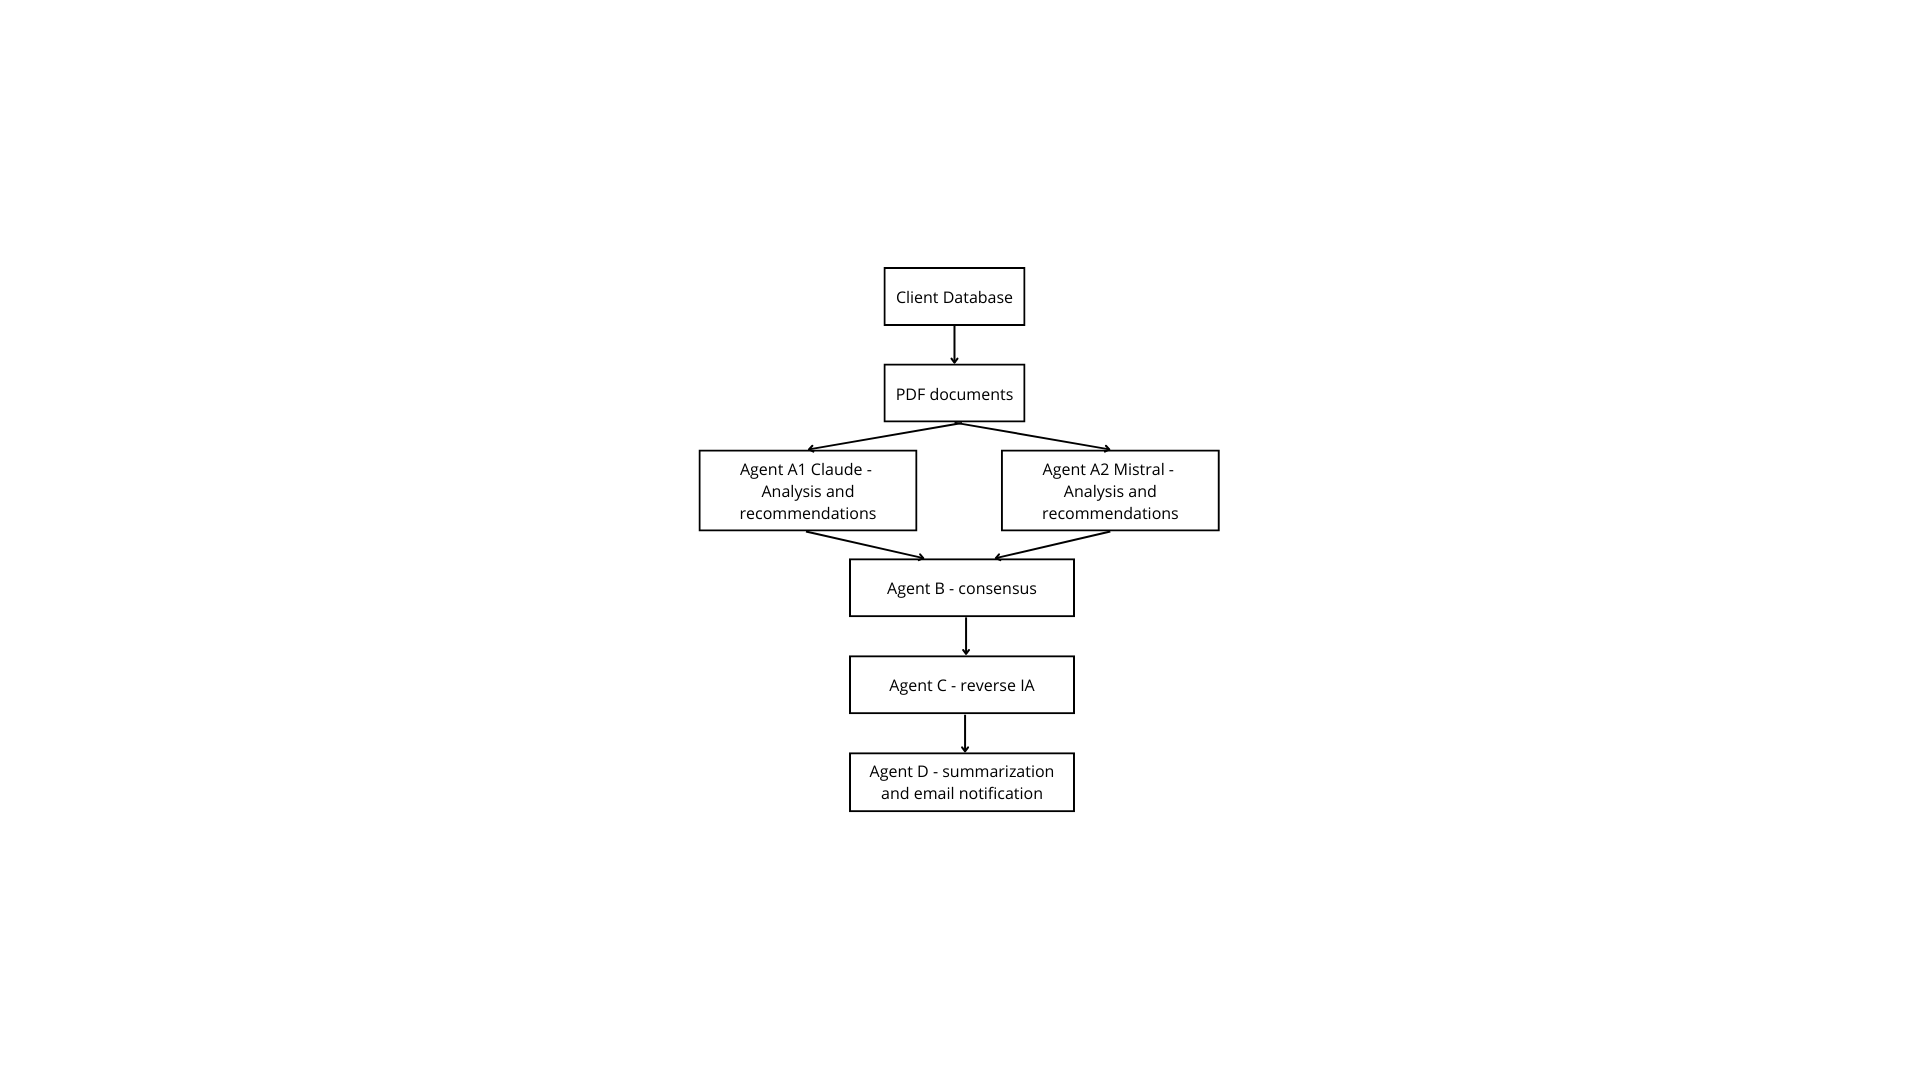 Client Database
PDF documents
Agent A1 Claude -
Analysis and
recommendations
Agent A2 Mistral -
Analysis and
recommendations
Agent B - consensus
Agent C - reverse IA
Agent D - summarization
and email notification